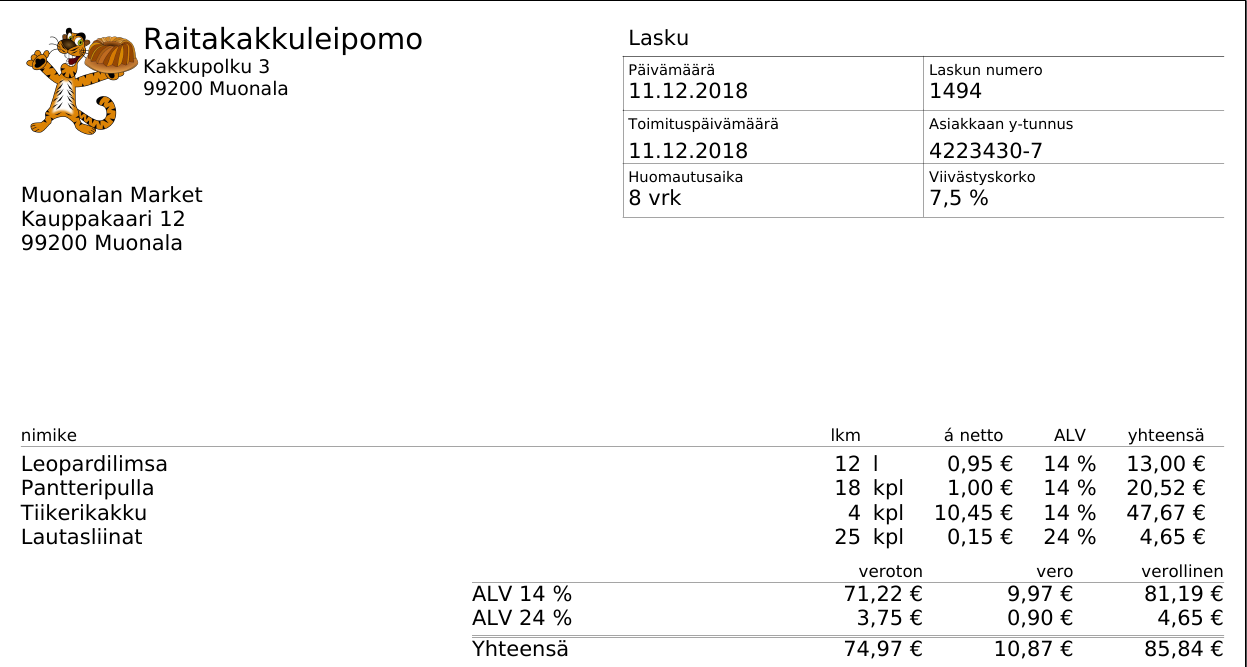 Raitakakkuleipomo
Kakkupolku 3
99200 Muonala
Lasku
Päivämäärä Laskun numero
11.12.2018 1494
Toimituspäivämäärä Asiakkaan y-tunnus
11.12.2018 4223430-7
Huomautusaika Viivästyskorko
8 vrk 7,5 %
Muonalan Market
Kauppakaari 12
99200 Muonala
nimike lkm á netto ALV yhteensä
Leopardilimsa 12 l 0,95 € 14 % 13,00 €
Pantteripulla 18 kpl 1,00 € 14 % 20,52 €
Tiikerikakku 4 kpl 10,45 € 14 % 47,67 €
Lautasliinat 25 kpl 0,15 € 24 % 4,65 €
veroton vero verollinen
ALV 14 % 71,22 € 9,97 € 81,19 €
ALV 24 % 3,75 € 0,90 € 4,65 €
Yhteensä 74,97 € 10,87 € 85,84 €